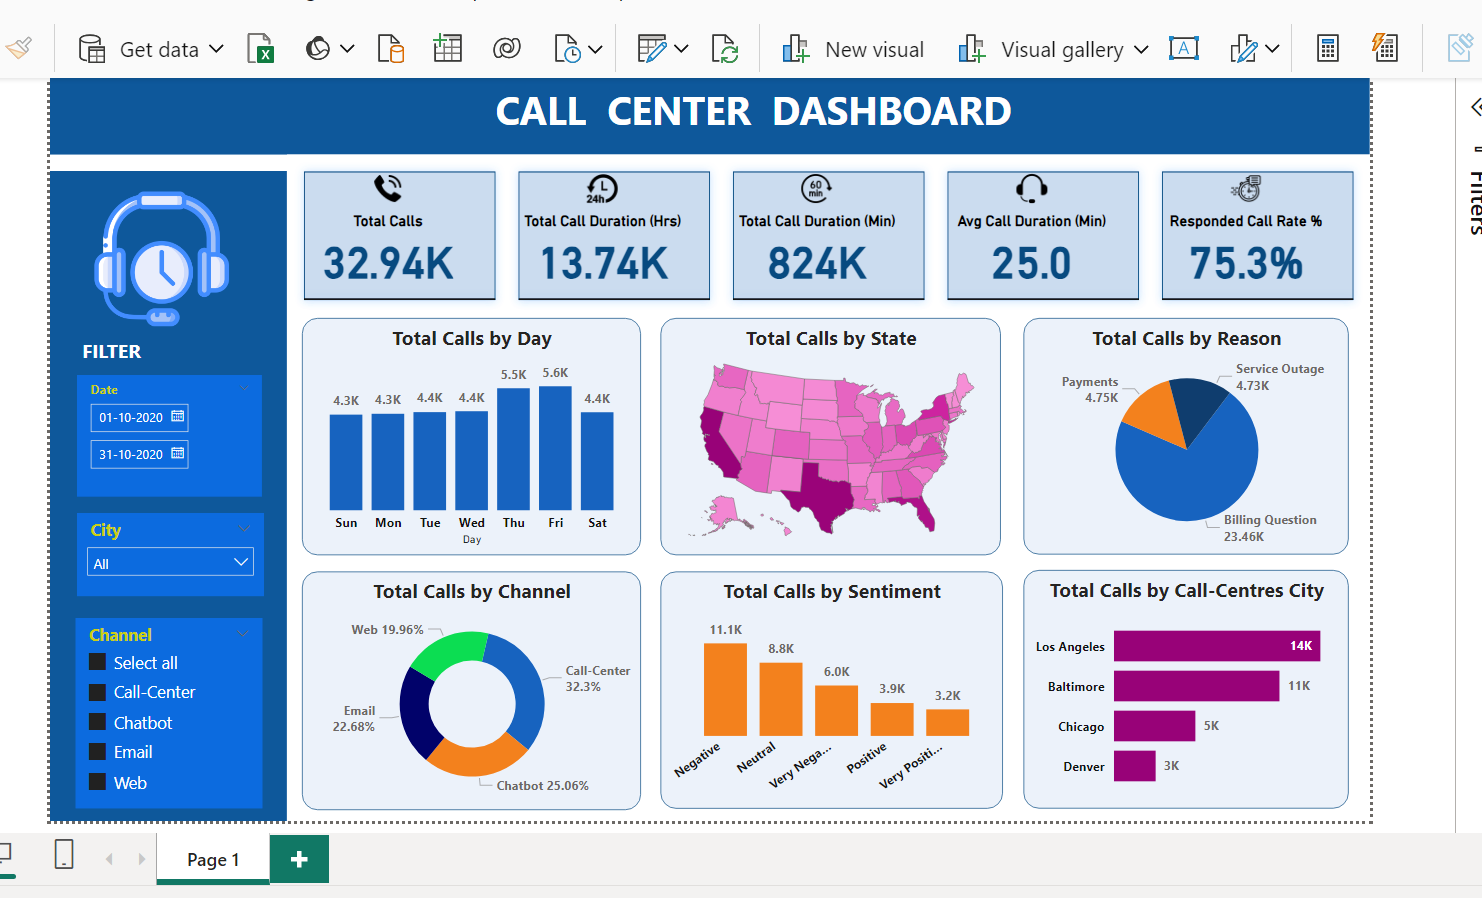 Get data
New visual
Visual gallery
A
CALL CENTER DASHBOARD
Filters
24h
60
min
Total Calls
Total Call Duration (Hrs)
Total Call Duration (Min)
Avg Call Duration (Min)
Responded Call Rate %
32.94K
13.74K
824K
25.0
75.3%
FILTER
Date
01-10-2020
31-10-2020
City
All
Channel
Select all
Call-Center
Chatbot
Email
Web
Total Calls by Day
4.3K
4.3K
4.4K
4.4K
5.5K
5.6K
4.4K
Sun
Mon
Tue
Wed
Thu
Fri
Sat
Day
Total Calls by State
Total Calls by Reason
Service Outage
4.73K
Payments
4.75K
Billing Question
23.46K
Total Calls by Channel
Web 19.96%
Call-Center
32.3%
Email
22.68%
Chatbot 25.06%
Total Calls by Sentiment
11.1K
8.8K
6.0K
3.9K
3.2K
Negative
Neutral
Very Nega...
Positive
Very Positi...
Total Calls by Call-Centres City
Los Angeles
14K
Baltimore
11K
Chicago
5K
Denver
3K
Page 1